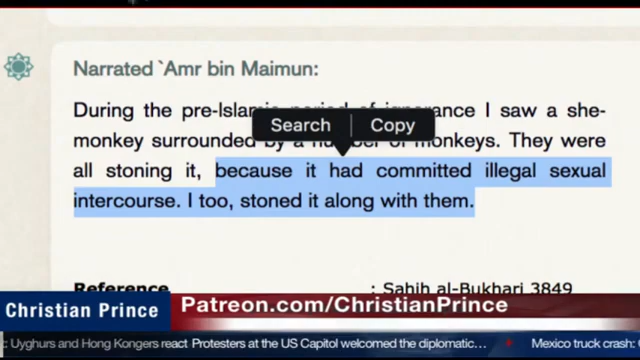 Narrated `Amr bin Maimun:
During the pre-Islamic period of ignorance I saw a she-
Search | Copy
monkey surrounded by a number of monkeys. They were
all stoning it, because it had committed illegal sexual
intercourse. I too, stoned it along with them.
Reference : Sahih al-Bukhari 3849
Christian Prince Patreon.com/ChristianPrince
: Uyghurs and Hong Kongers react Protesters at the US Capitol welcomed the diplomatic… Mexico truck crash: